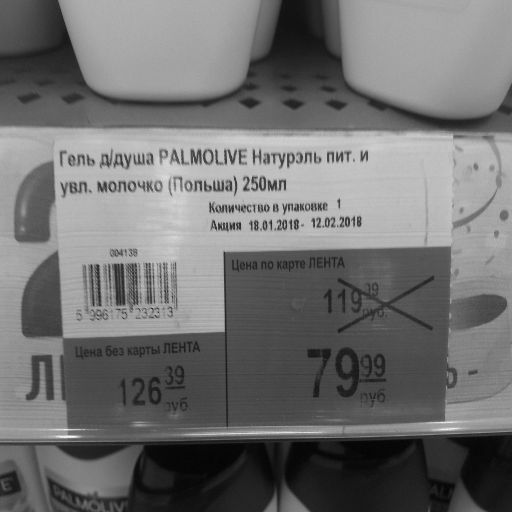 Гель д/душа PALMOLIVE Натурэль пит. и
увл. молочко (Польша) 250мл
Количество в упаковке 1
Акция 18.01.2018- 12.02.2018
004139
5 996175 232313
Цена по карте ЛЕНТА
119 39 руб.
79 99 руб
Цена без карты ЛЕНТА
126 39 руб
PALMOLIVE